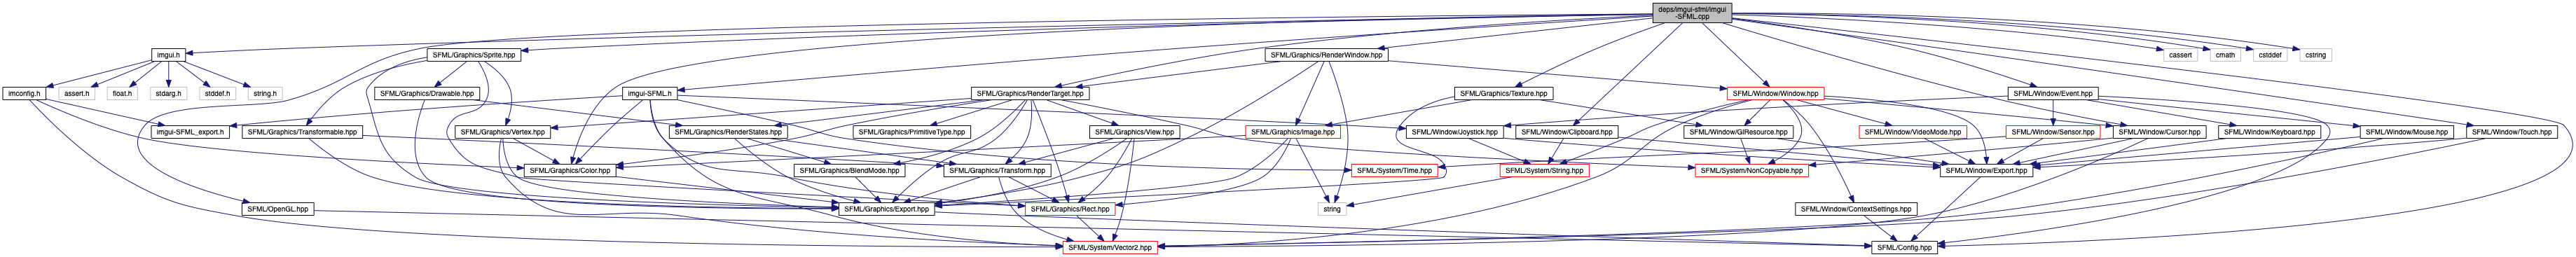 deps/imgui-sfml/imgui
-SFML.cpp
imgui.h
SFML/Graphics/Sprite.hpp
SFML/Graphics/RenderWindow.hpp
cassert
cmath
cstddef
cstring
imconfig.h
assert.h
float.h
stdarg.h
stddef.h
string.h
SFML/Graphics/Drawable.hpp
imgui-SFML.h
SFML/Graphics/RenderTarget.hpp
SFML/Graphics/Texture.hpp
SFML/Window/Window.hpp
SFML/Window/Event.hpp
imgui-SFML_export.h
SFML/Graphics/Transformable.hpp
SFML/Graphics/Vertex.hpp
SFML/Graphics/RenderStates.hpp
SFML/Graphics/PrimitiveType.hpp
SFML/Graphics/View.hpp
SFML/Graphics/Image.hpp
SFML/Window/Joystick.hpp
SFML/Window/Clipboard.hpp
SFML/Window/GlResource.hpp
SFML/Window/VideoMode.hpp
SFML/Window/Sensor.hpp
SFML/Window/Cursor.hpp
SFML/Window/Keyboard.hpp
SFML/Window/Mouse.hpp
SFML/Window/Touch.hpp
SFML/Graphics/Color.hpp
SFML/Graphics/BlendMode.hpp
SFML/Graphics/Transform.hpp
SFML/System/Time.hpp
SFML/System/String.hpp
SFML/System/NonCopyable.hpp
SFML/Window/Export.hpp
SFML/OpenGL.hpp
SFML/Graphics/Export.hpp
SFML/Graphics/Rect.hpp
string
SFML/Window/ContextSettings.hpp
SFML/System/Vector2.hpp
SFML/Config.hpp